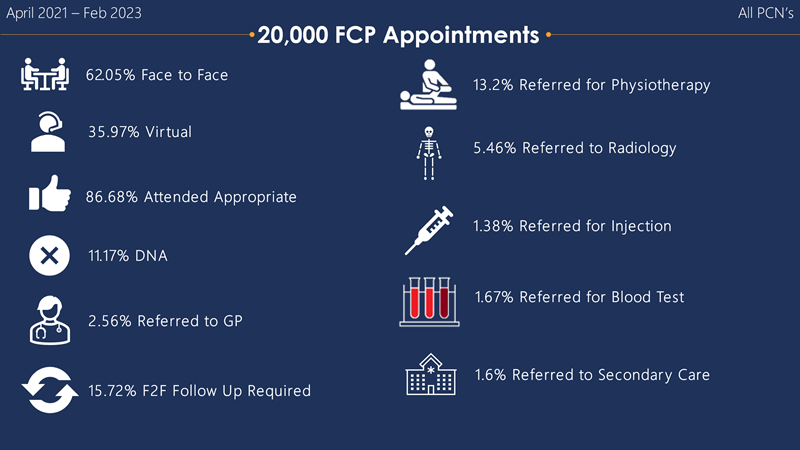 April 2021 – Feb 2023
All PCN's
20,000 FCP Appointments
62.05% Face to Face
35.97% Virtual
86.68% Attended Appropriate
11.17% DNA
2.56% Referred to GP
15.72% F2F Follow Up Required
13.2% Referred for Physiotherapy
5.46% Referred to Radiology
1.38% Referred for Injection
1.67% Referred for Blood Test
1.6% Referred to Secondary Care